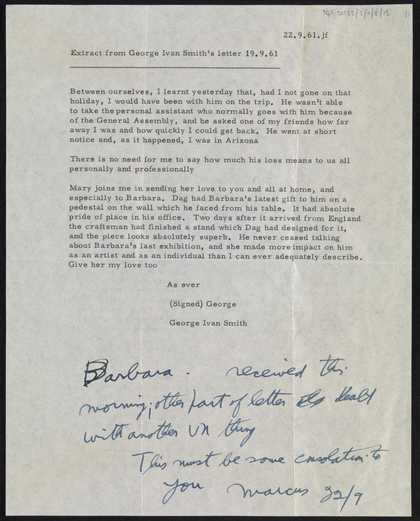 22.9.61.jf
Extract from George Ivan Smith's letter 19.9.61
Between ourselves, I learnt yesterday that, had I not gone on that
holiday, I would have been with him on the trip. He wasn't able
to take the personal assistant who normally goes with him because
of the General Assembly, and he asked one of my friends how far
away I was and how quickly I could get back. He went at short
notice and, as it happened, I was in Arizona
There is no need for me to say how much his loss means to us all
personally and professionally
Mary joins me in sending her love to you and all at home, and
especially to Barbara. Dag had Barbara's latest gift to him on a
pedestal on the wall which he faced from his table. It had absolute
pride of place in his office. Two days after it arrived from England
the craftsman had finished a stand which Dag had designed for it,
and the piece looks absolutely superb. He never ceased talking
about Barbara's last exhibition, and she made more impact on him
as an artist and as an individual than I can ever adequately describe.
Give her my love too
As ever
(Signed) George
George Ivan Smith
Barbara. received this
morning; other part of letter dealt
with another UN thing
This must be some consolation to
you Marcus 22/9